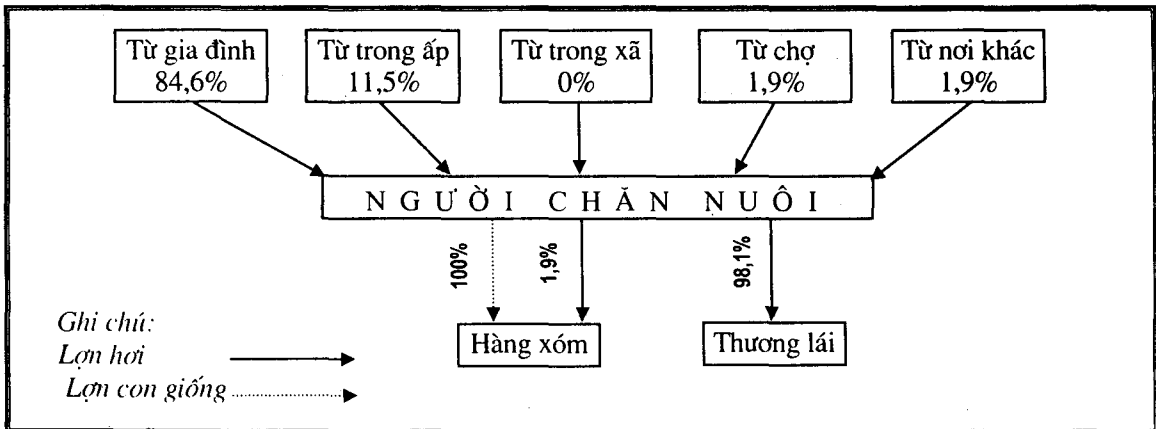 Từ gia đình
84,6%
Từ trong ấp
11,5%
Từ trong xã
0%
Từ chợ
1,9%
Từ nơi khác
1,9%
NGƯỜI CHĂN NUÔI
100%
1,9%
98,1%
Hàng xóm
Thương lái
Ghi chú:
Lợn hơi
Lợn con giống